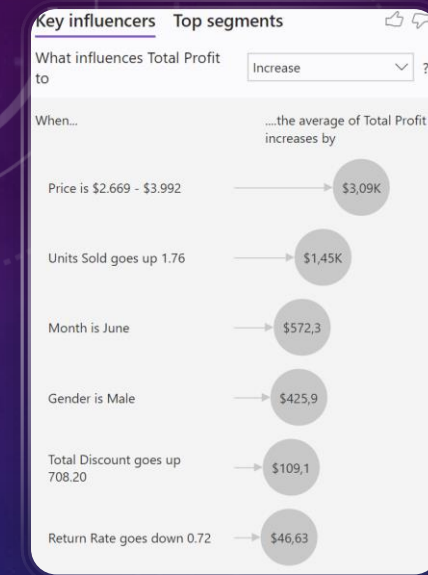 Key influencers Top segments
What influences Total Profit
to
Increase
?
When...
....the average of Total Profit
increases by
Price is $2.669 - $3.992
$3,09K
Units Sold goes up 1.76
$1,45K
Month is June
$572,3
Gender is Male
$425,9
Total Discount goes up
708.20
$109,1
Return Rate goes down 0.72
$46,63